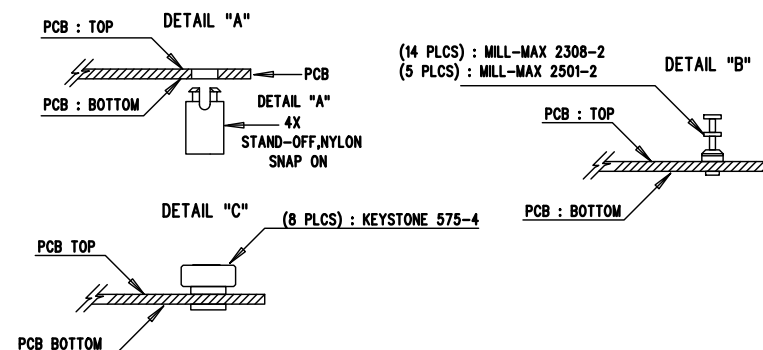 DETAIL "A"
PCB : TOP
PCB
PCB : BOTTOM
DETAIL "A"
4X
STAND-OFF,NYLON
SNAP ON
(14 PLCS) : MILL-MAX 2308-2
(5 PLCS) : MILL-MAX 2501-2
DETAIL "B"
PCB : TOP
PCB : BOTTOM
DETAIL "C"
(8 PLCS) : KEYSTONE 575-4
PCB TOP
PCB BOTTOM